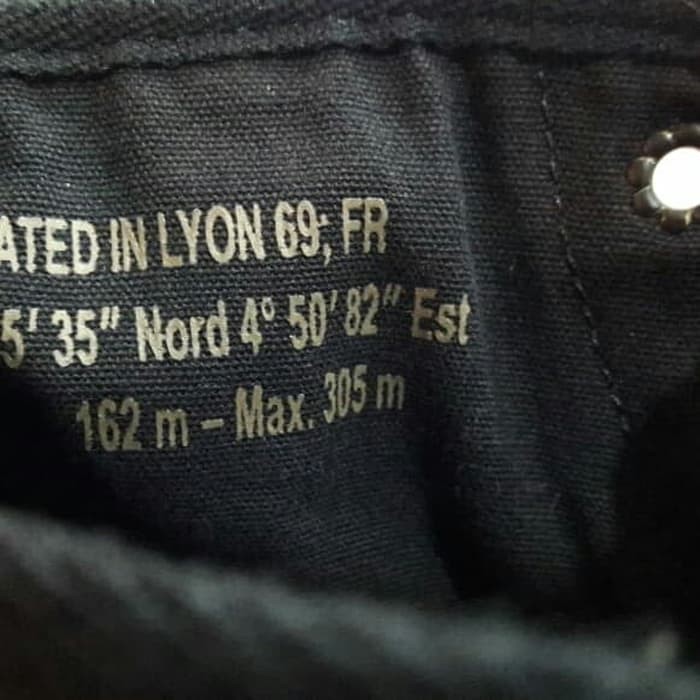 ATED IN LYON 69; FR
5' 35" Nord 4° 50' 82" Est
162 m – Max. 305 m